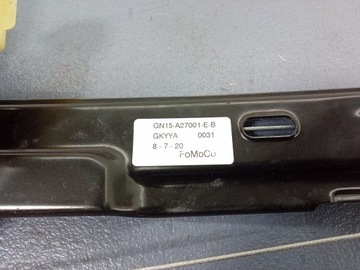 GN15-A27001-E-B
GKYYA 0031
8 - 7 - 20
FoMoCo